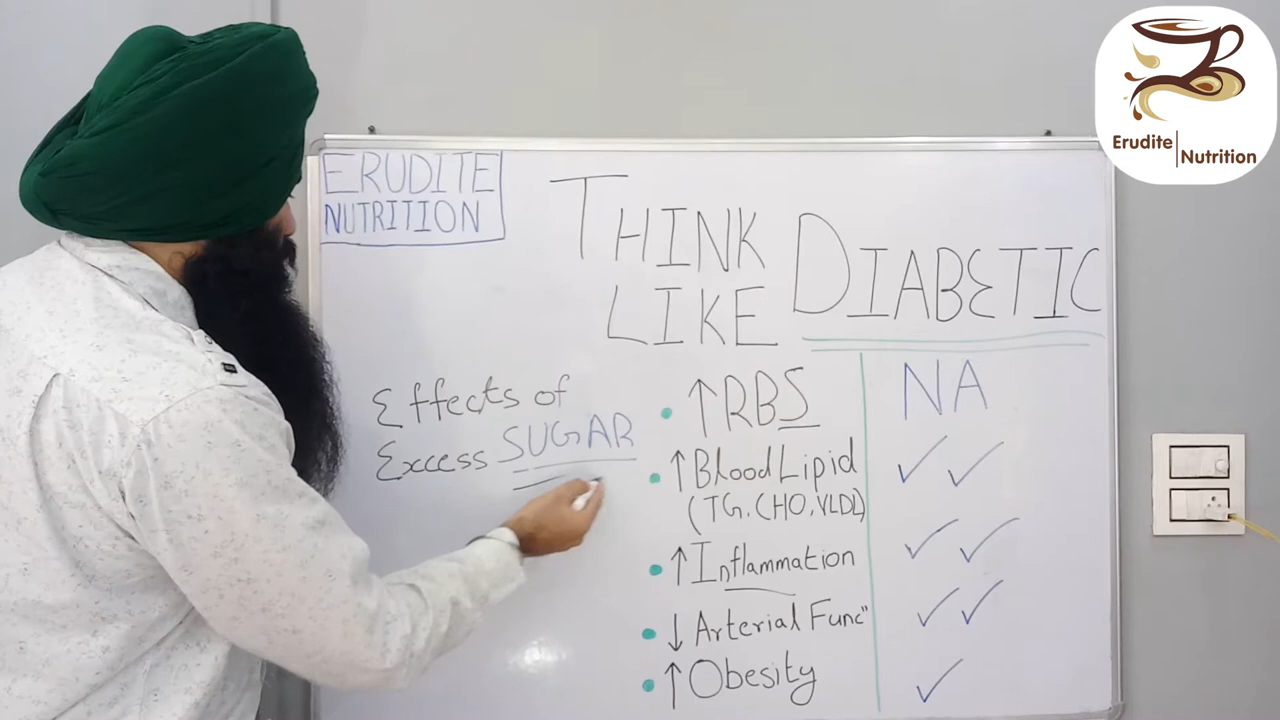 ERUDITE
NUTRITION
THINK
LIKE DIABETIC
Effects of
Excess SUGAR
• ↑ RBS NA
• ↑ Blood Lipid ✓ ✓
(TG, CHO, VLDL)
• ↑ Inflammation ✓ ✓
• ↓ Arterial Func" ✓ ✓
• ↑ Obesity ✓
Erudite | Nutrition